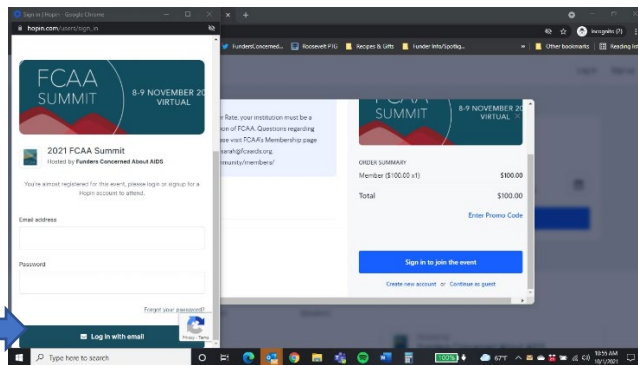 Sign in | Hopin - Google Chrome
hopin.com/users/sign_in
FCAA
SUMMIT
8-9 NOVEMBER 20
VIRTUAL
2021 FCAA Summit
Hosted by Funders Concerned About AIDS
You're almost registered for this event, please login or signup for a
Hopin account to attend.
Email address
Password
Forgot your password?
Log in with email
Privacy - Terms
Incognito (2)
FundersConcerned...
Roosevelt PTG
Recipes & Gifts
Funder Info/Spotlig...
Other bookmarks
Reading list
r Rate, your institution must be a
on of FCAA. Questions regarding
ase visit FCAA's Membership page
sarah@fcaaids.org.
mmunity/members/
SUMMIT
8-9 NOVEMBER 20
VIRTUAL
ORDER SUMMARY
Member ($100.00 x1) $100.00
Total $100.00
Enter Promo Code
Sign in to join the event
Create new account or Continue as guest
Type here to search
100%
67°F
10:55 AM
10/1/2021